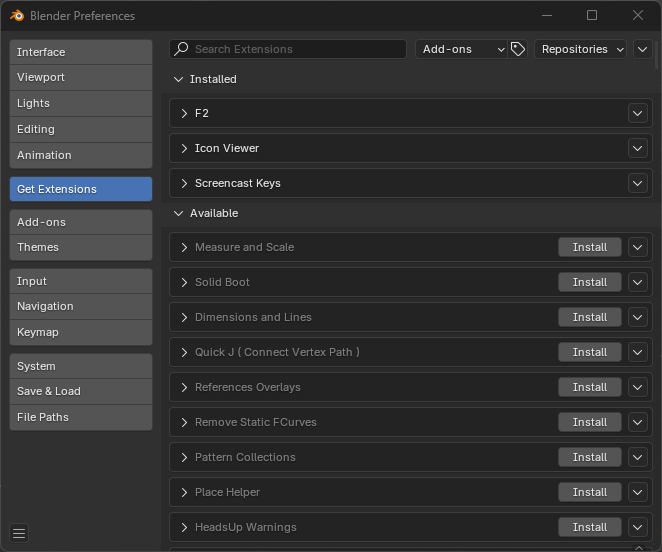 Blender Preferences
Interface
Viewport
Lights
Editing
Animation
Get Extensions
Add-ons
Themes
Input
Navigation
Keymap
System
Save & Load
File Paths
Search Extensions
Add-ons
Repositories
Installed
F2
Icon Viewer
Screencast Keys
Available
Measure and Scale Install
Solid Boot Install
Dimensions and Lines Install
Quick J ( Connect Vertex Path ) Install
References Overlays Install
Remove Static FCurves Install
Pattern Collections Install
Place Helper Install
HeadsUp Warnings Install